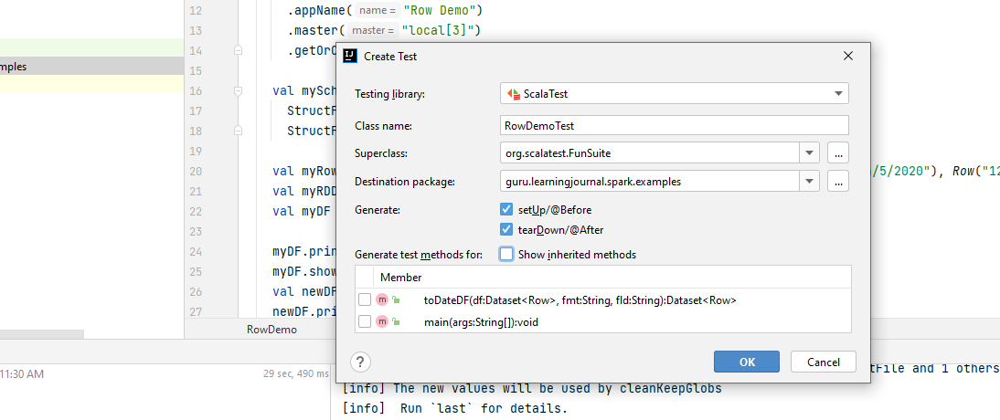 12 .appName( name = "Row Demo")
13 .master( master = "local[3]")
14 .getOrC
15
16 val mySch
17 StructF
18 StructF
19
20 val myRow /5/2020"), Row("12
21 val myRDD
22 val myDF
23
24 myDF.prin
25 myDF.show
26 val newDF
27 newDF.pri
mples
RowDemo
Create Test
Testing library: ScalaTest
Class name: RowDemoTest
Superclass: org.scalatest.FunSuite ...
Destination package: guru.learningjournal.spark.examples ...
Generate: setUp/@Before
tearDown/@After
Generate test methods for: Show inherited methods
Member
m toDateDF(df:Dataset<Row>, fmt:String, fld:String):Dataset<Row>
m main(args:String[]):void
? OK Cancel
11:30 AM 29 sec, 490 ms
tFile and 1 others
[info] The new values will be used by cleanKeepGlobs
[info] Run `last` for details.